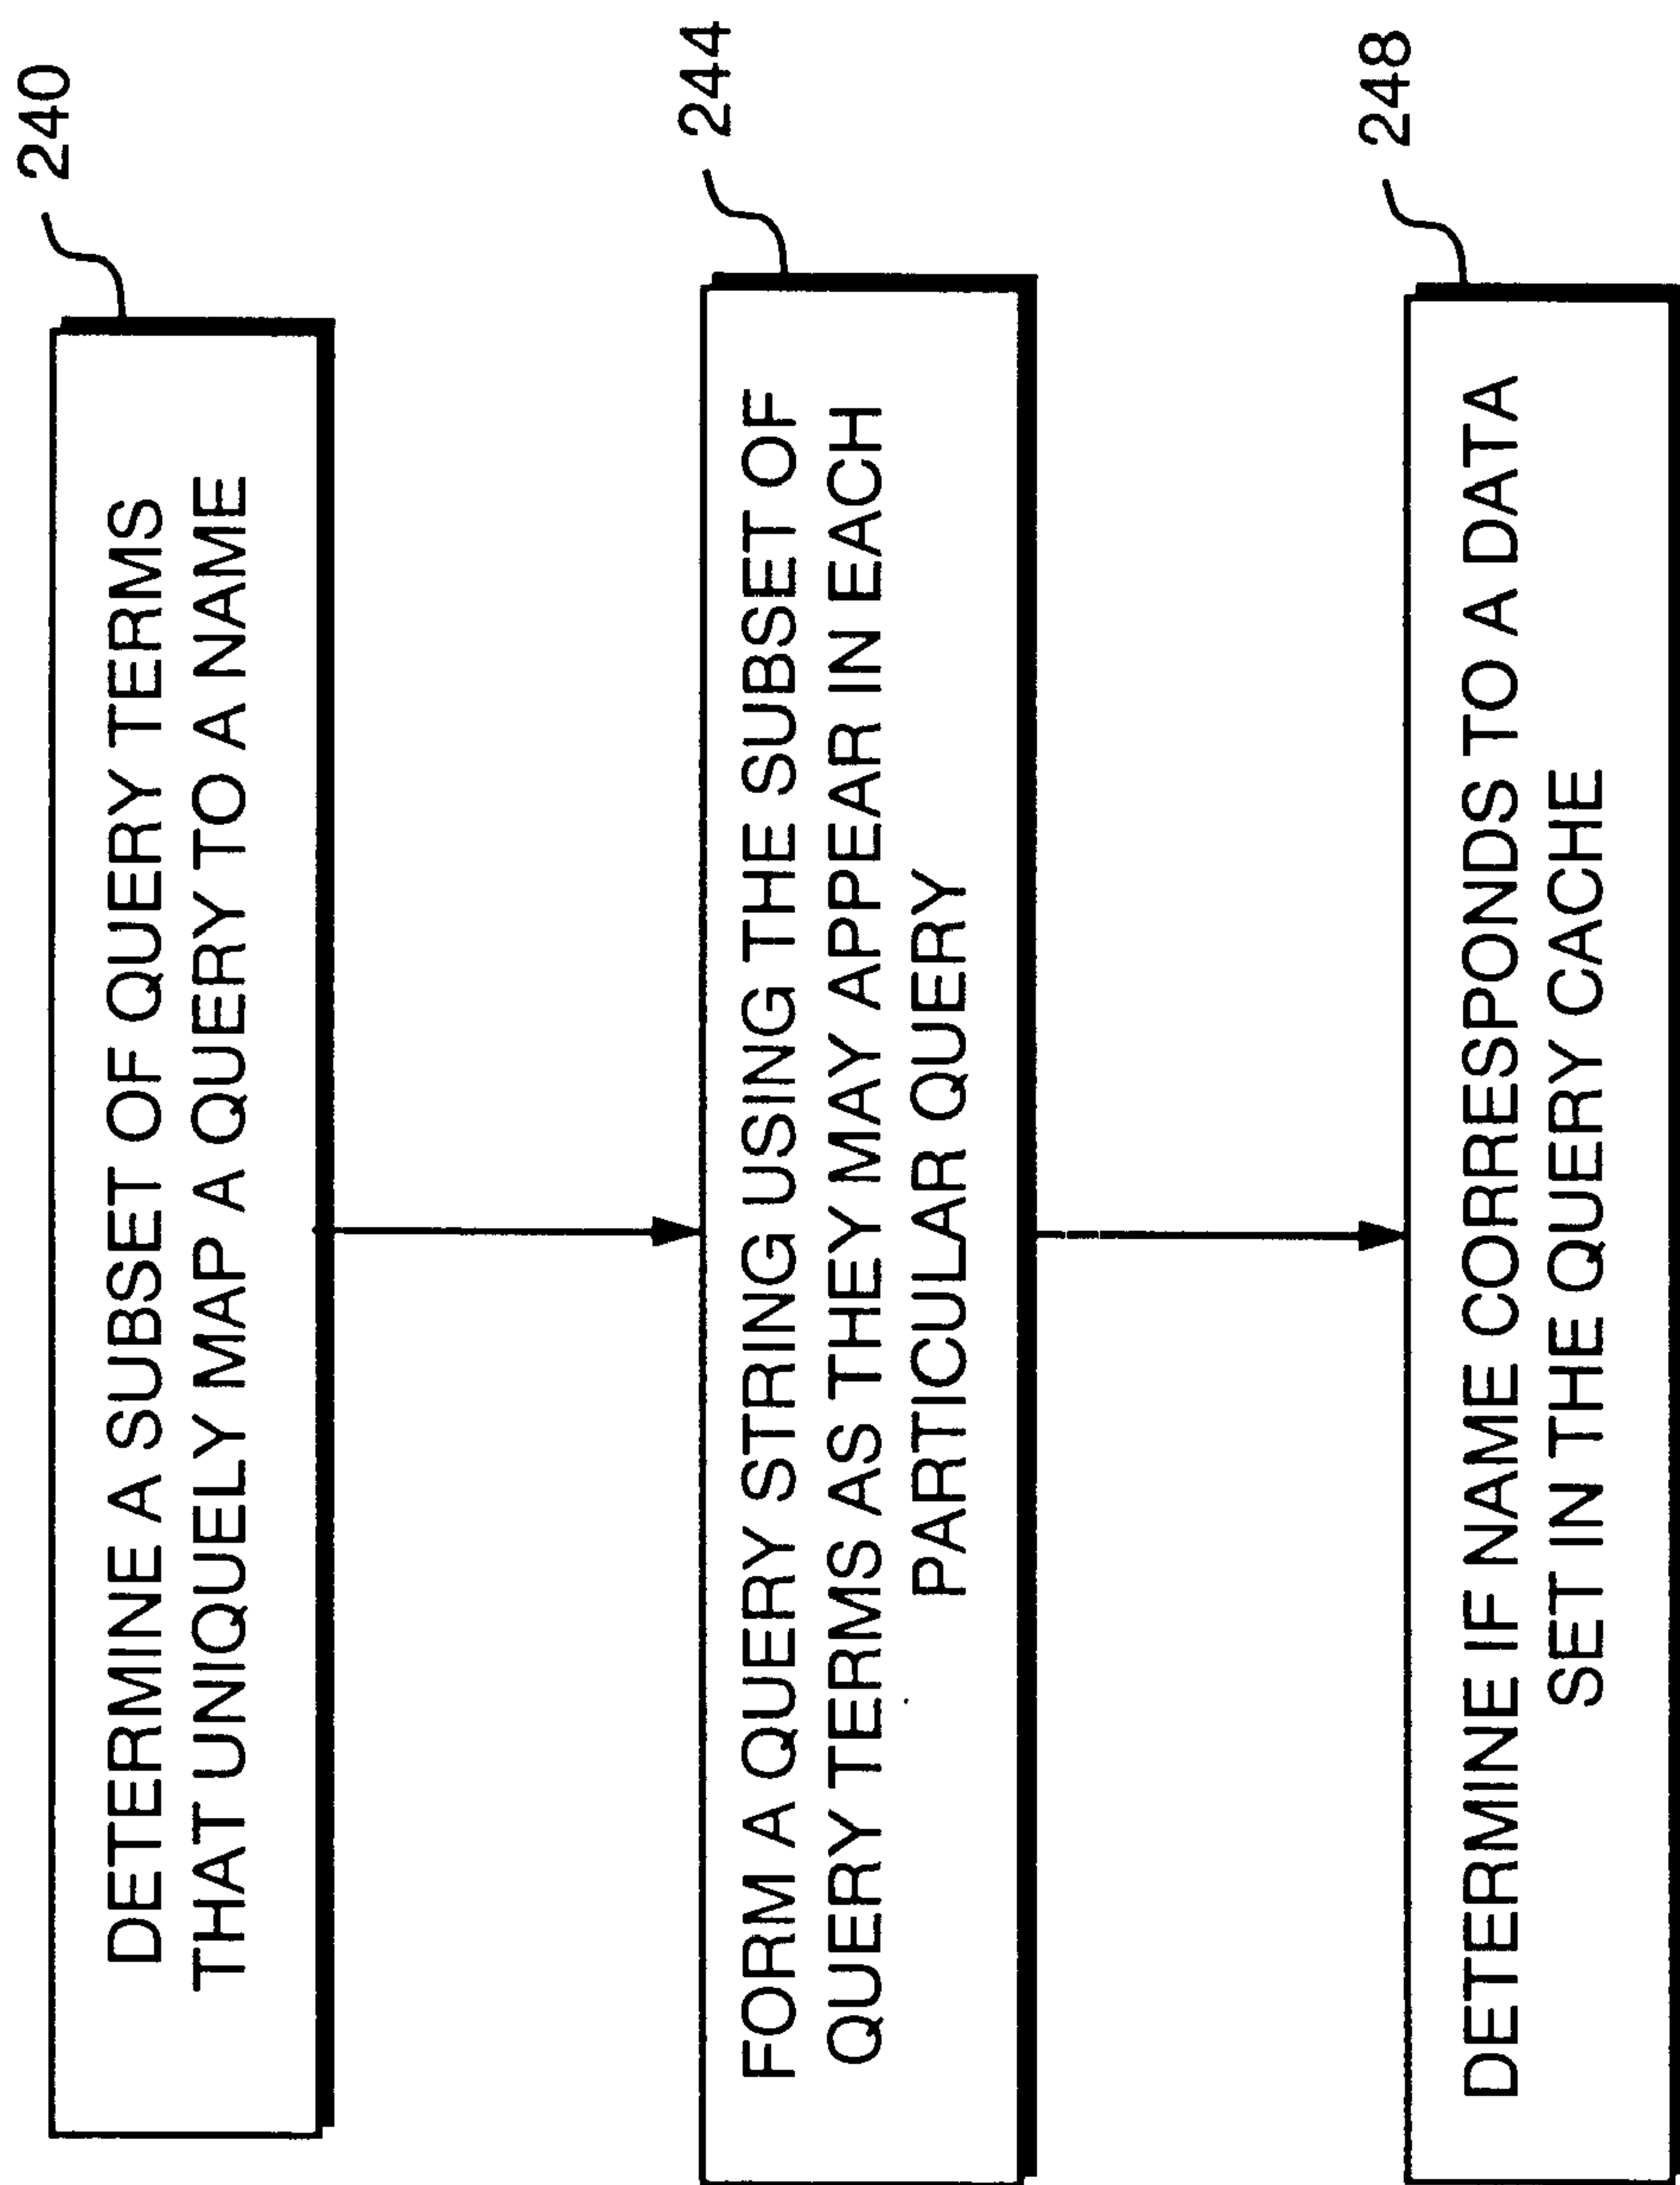 240
DETERMINE A SUBSET OF QUERY TERMS
THAT UNIQUELY MAP A QUERY TO A NAME
244
FORM A QUERY STRING USING THE SUBSET OF
QUERY TERMS AS THEY MAY APPEAR IN EACH
PARTICULAR QUERY
248
DETERMINE IF NAME CORRESPONDS TO A DATA
SET IN THE QUERY CACHE